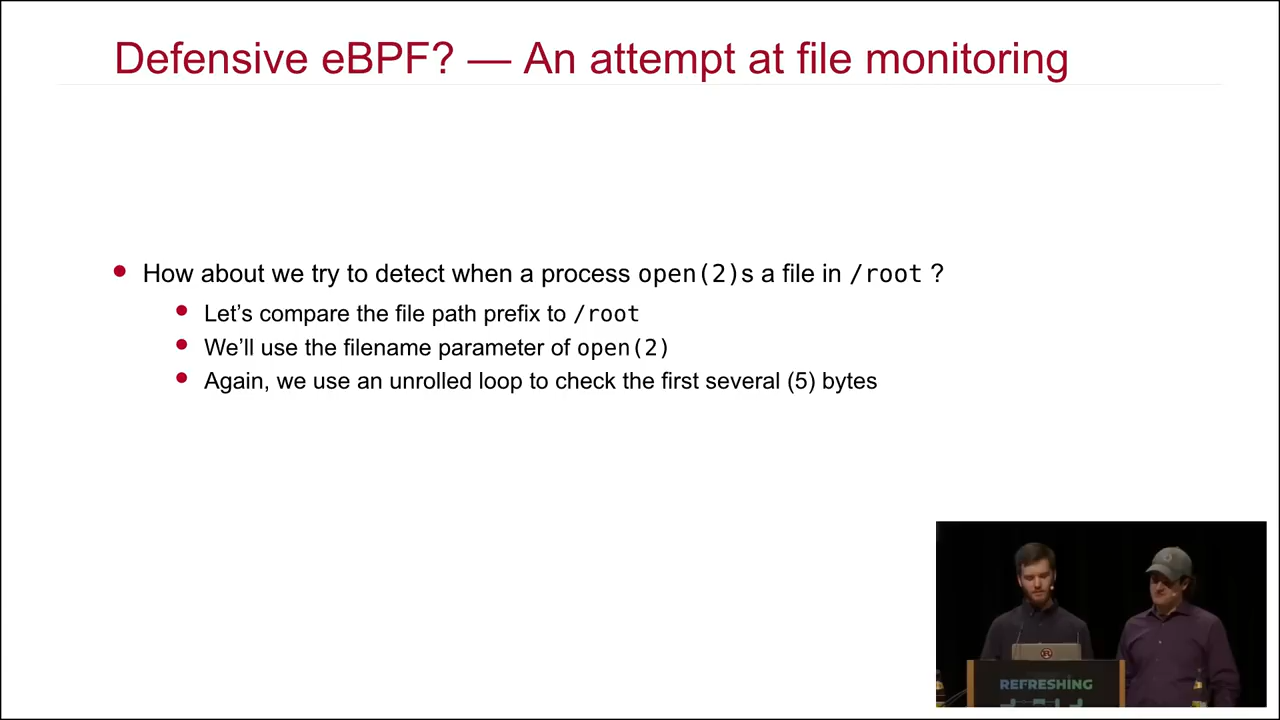 Defensive eBPF? — An attempt at file monitoring
How about we try to detect when a process open(2)s a file in /root ?
Let’s compare the file path prefix to /root
We’ll use the filename parameter of open(2)
Again, we use an unrolled loop to check the first several (5) bytes
REFRESHING